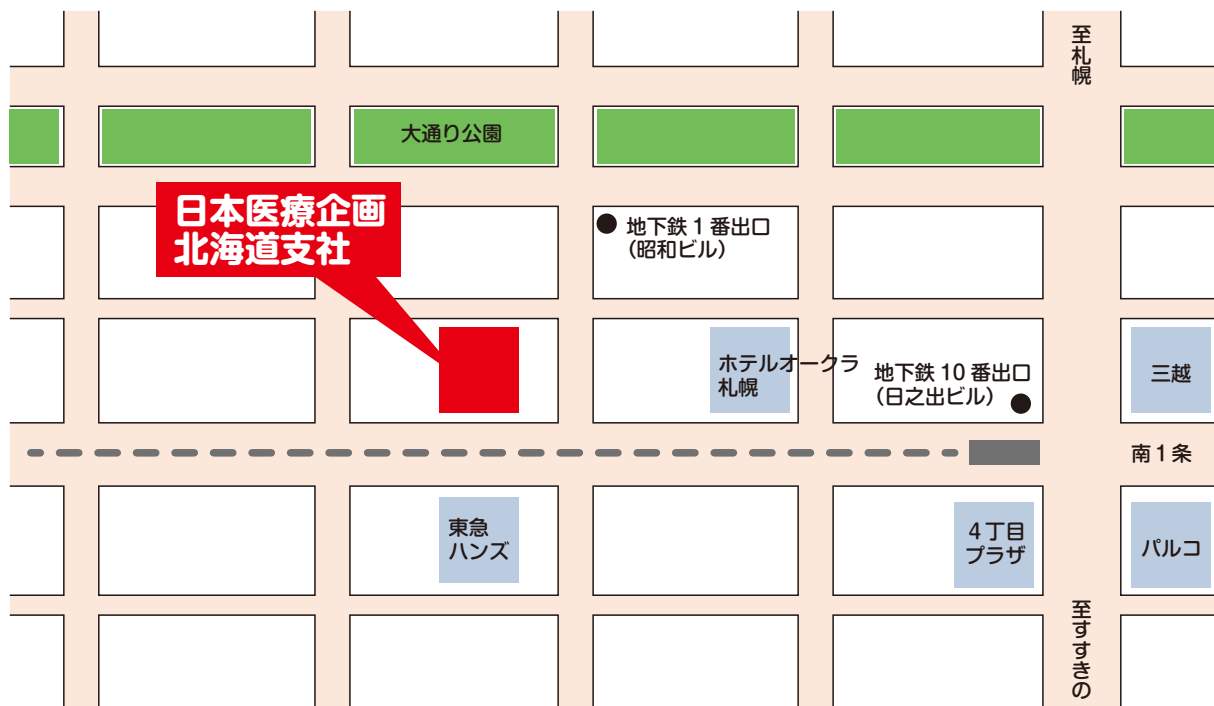 至札幌
大通り公園
日本医療企画
北海道支社
地下鉄1番出口
(昭和ビル)
ホテルオークラ
札幌
地下鉄10番出口
(日之出ビル)
三越
南1条
東急
ハンズ
4丁目
プラザ
パルコ
至すすきの